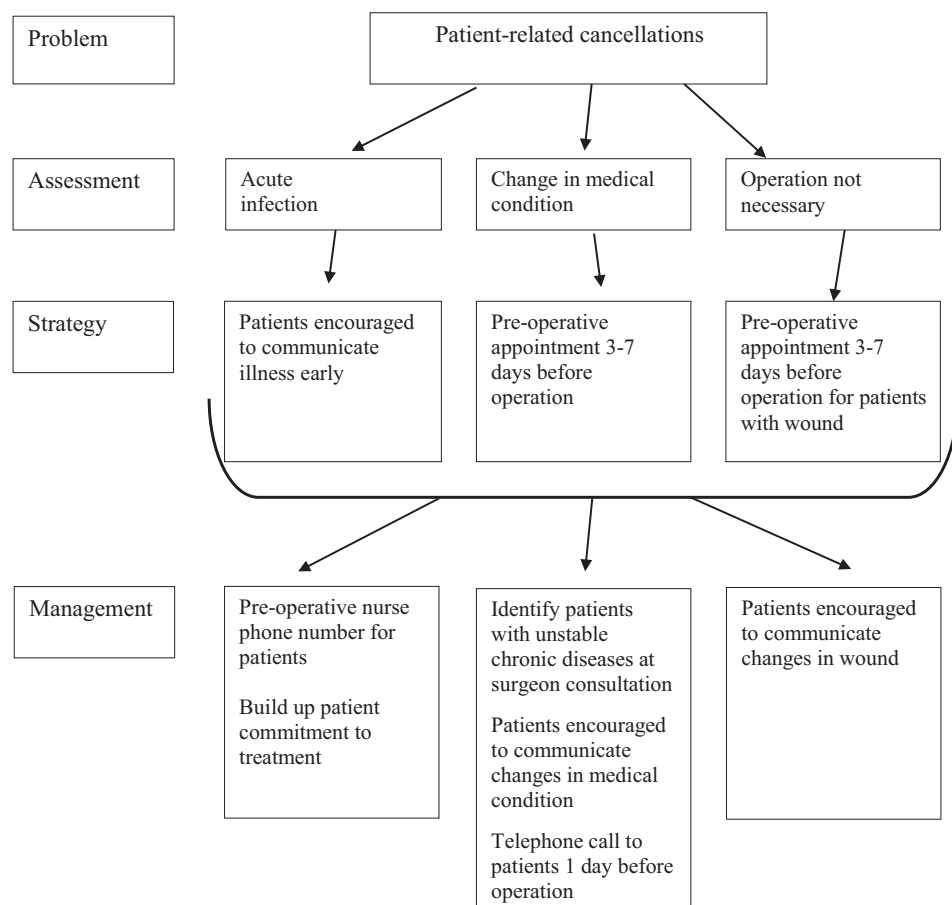 Problem
Patient-related cancellations
Assessment
Acute
infection
Change in medical
condition
Operation not
necessary
Strategy
Patients encouraged
to communicate
illness early
Pre-operative
appointment 3-7
days before
operation
Pre-operative
appointment 3-7
days before
operation for patients
with wound
Management
Pre-operative nurse
phone number for
patients
Build up patient
commitment to
treatment
Identify patients
with unstable
chronic diseases at
surgeon consultation
Patients encouraged
to communicate
changes in medical
condition
Telephone call to
patients 1 day before
operation
Patients encouraged
to communicate
changes in wound